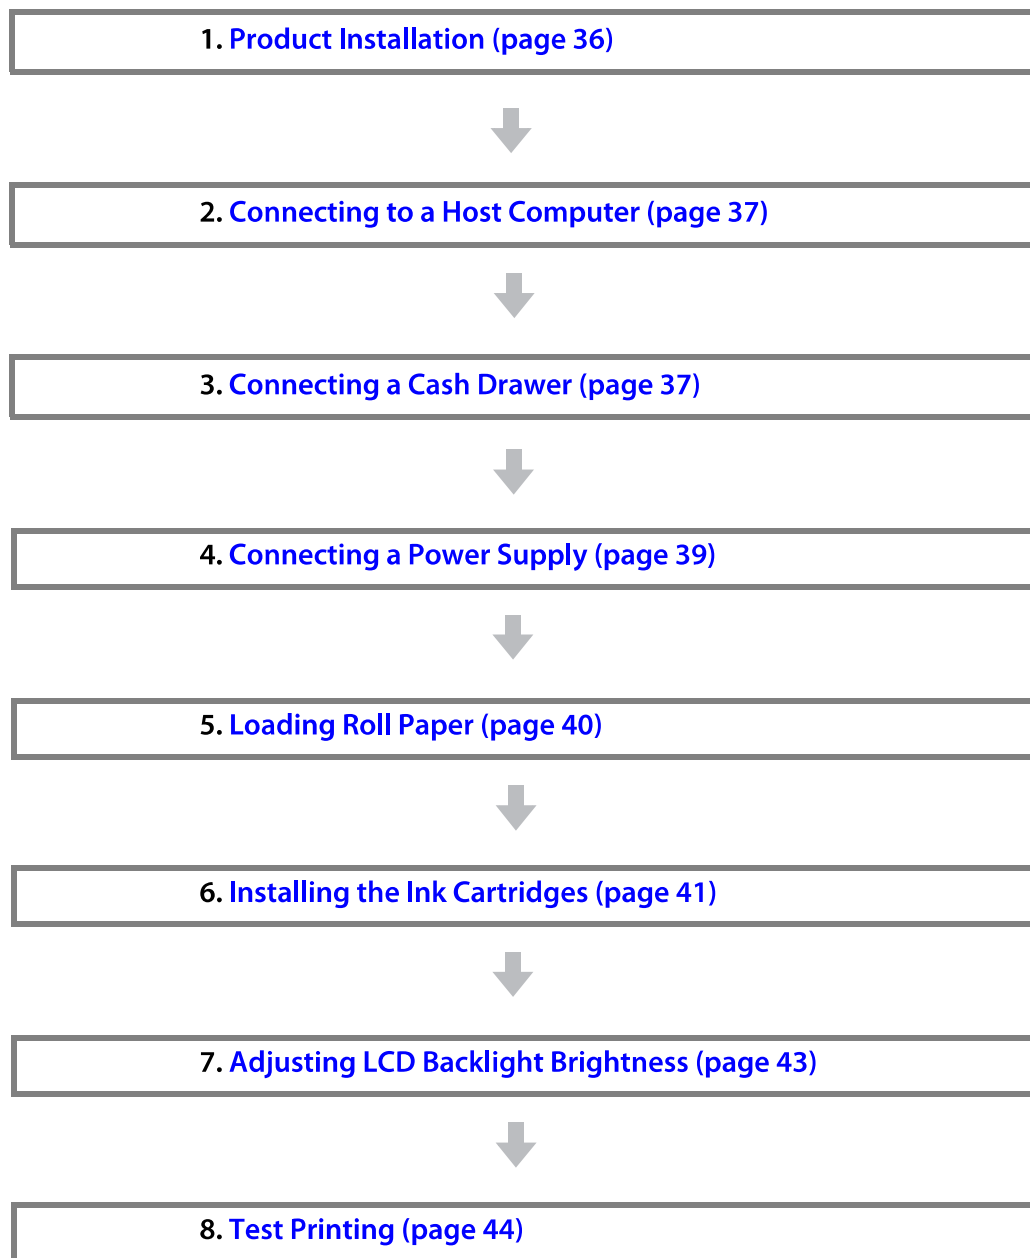 1. Product Installation (page 36)
2. Connecting to a Host Computer (page 37)
3. Connecting a Cash Drawer (page 37)
4. Connecting a Power Supply (page 39)
5. Loading Roll Paper (page 40)
6. Installing the Ink Cartridges (page 41)
7. Adjusting LCD Backlight Brightness (page 43)
8. Test Printing (page 44)